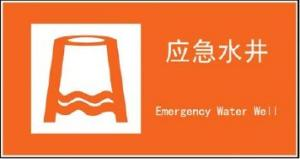 应急水井
Emergency Water Well